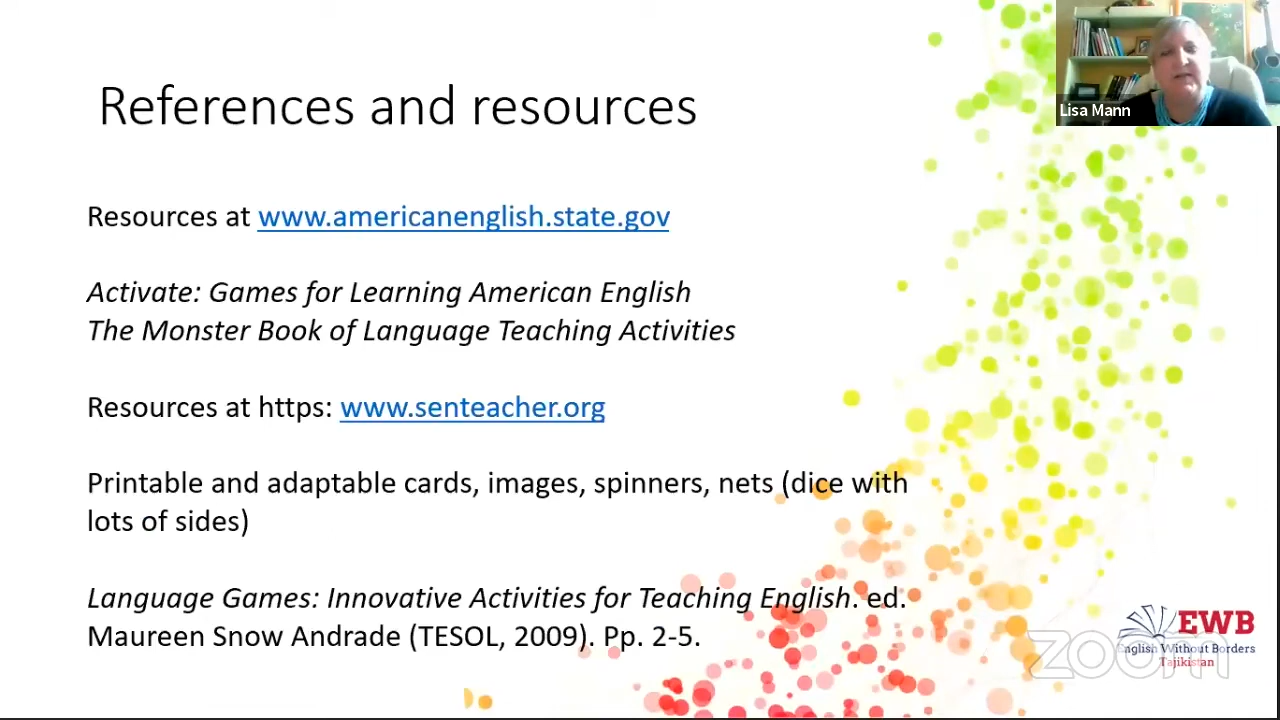 References and resources
Lisa Mann
Resources at www.americanenglish.state.gov
Activate: Games for Learning American English
The Monster Book of Language Teaching Activities
Resources at https: www.senteacher.org
Printable and adaptable cards, images, spinners, nets (dice with
lots of sides)
Language Games: Innovative Activities for Teaching English. ed.
Maureen Snow Andrade (TESOL, 2009). Pp. 2-5.
EWB
English Without Borders
Tajikistan
zoom